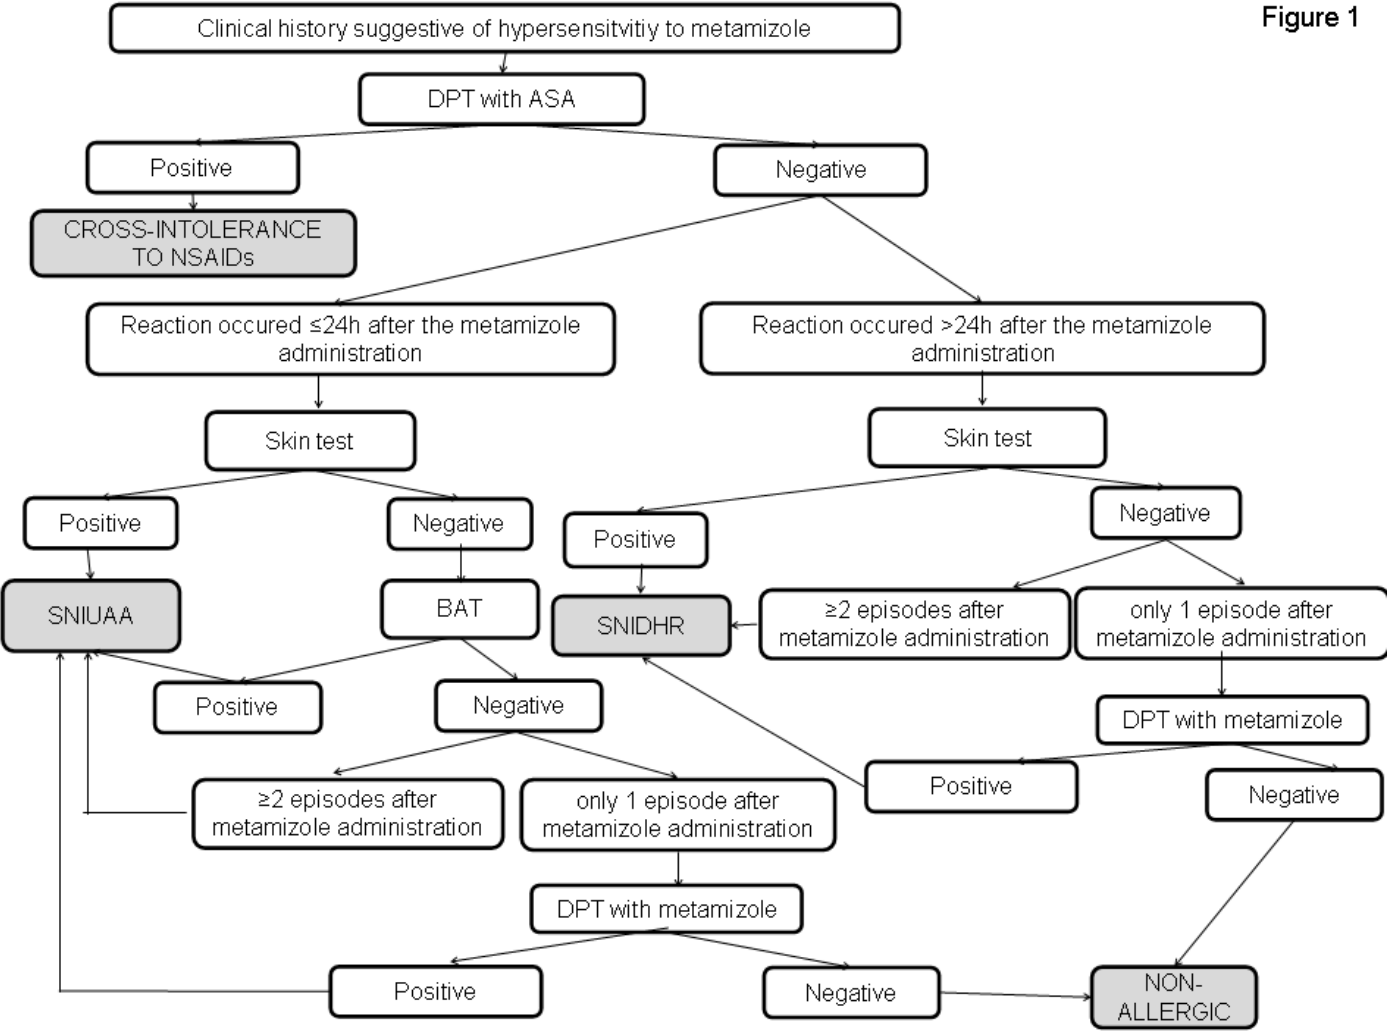 Figure 1
Clinical history suggestive of hypersensitvitiy to metamizole
DPT with ASA
Positive
Negative
CROSS-INTOLERANCE
TO NSAIDs
Reaction occured ≤24h after the metamizole
administration
Reaction occured >24h after the metamizole
administration
Skin test
Skin test
Positive
Negative
Positive
Negative
SNIUAA
BAT
SNIDHR
≥2 episodes after
metamizole administration
only 1 episode after
metamizole administration
Positive
Negative
DPT with metamizole
Positive
Negative
≥2 episodes after
metamizole administration
only 1 episode after
metamizole administration
DPT with metamizole
Positive
Negative
NON-
ALLERGIC